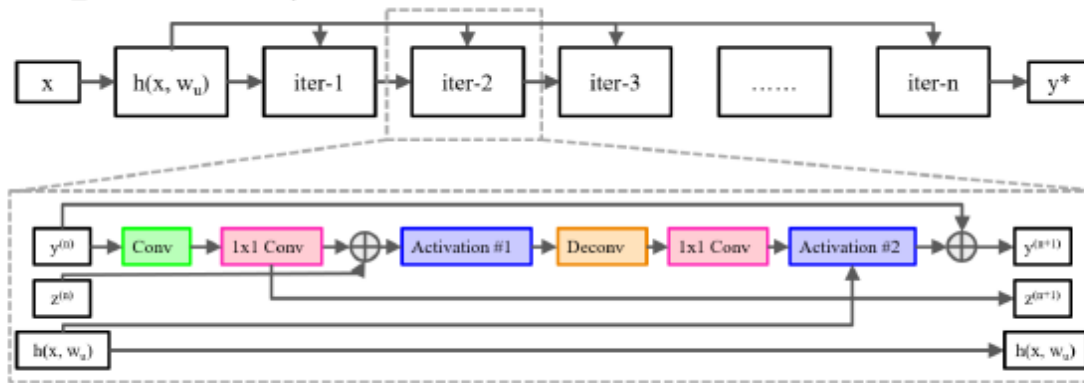 x
h(x, wᵤ)
iter-1
iter-2
iter-3
......
iter-n
y*
y⁽ⁿ⁾
Conv
1x1 Conv
Activation #1
Deconv
1x1 Conv
Activation #2
y⁽ⁿ⁺¹⁾
z⁽ⁿ⁾
z⁽ⁿ⁺¹⁾
h(x, wᵤ)
h(x, wᵤ)